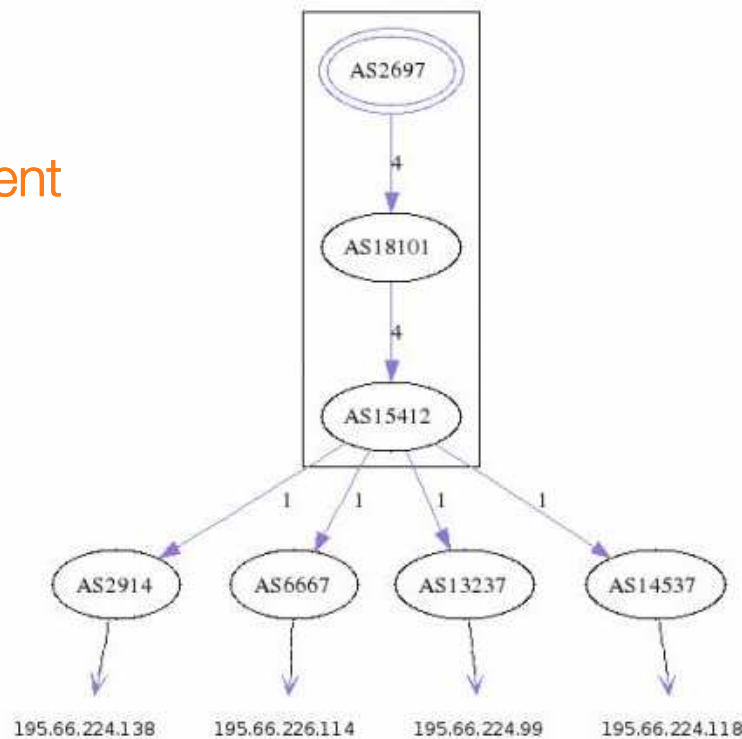 AS2697
ent
4
AS18101
4
AS15412
1 1 1 1
AS2914 AS6667 AS13237 AS14537
195.66.224.138 195.66.226.114 195.66.224.99 195.66.224.118